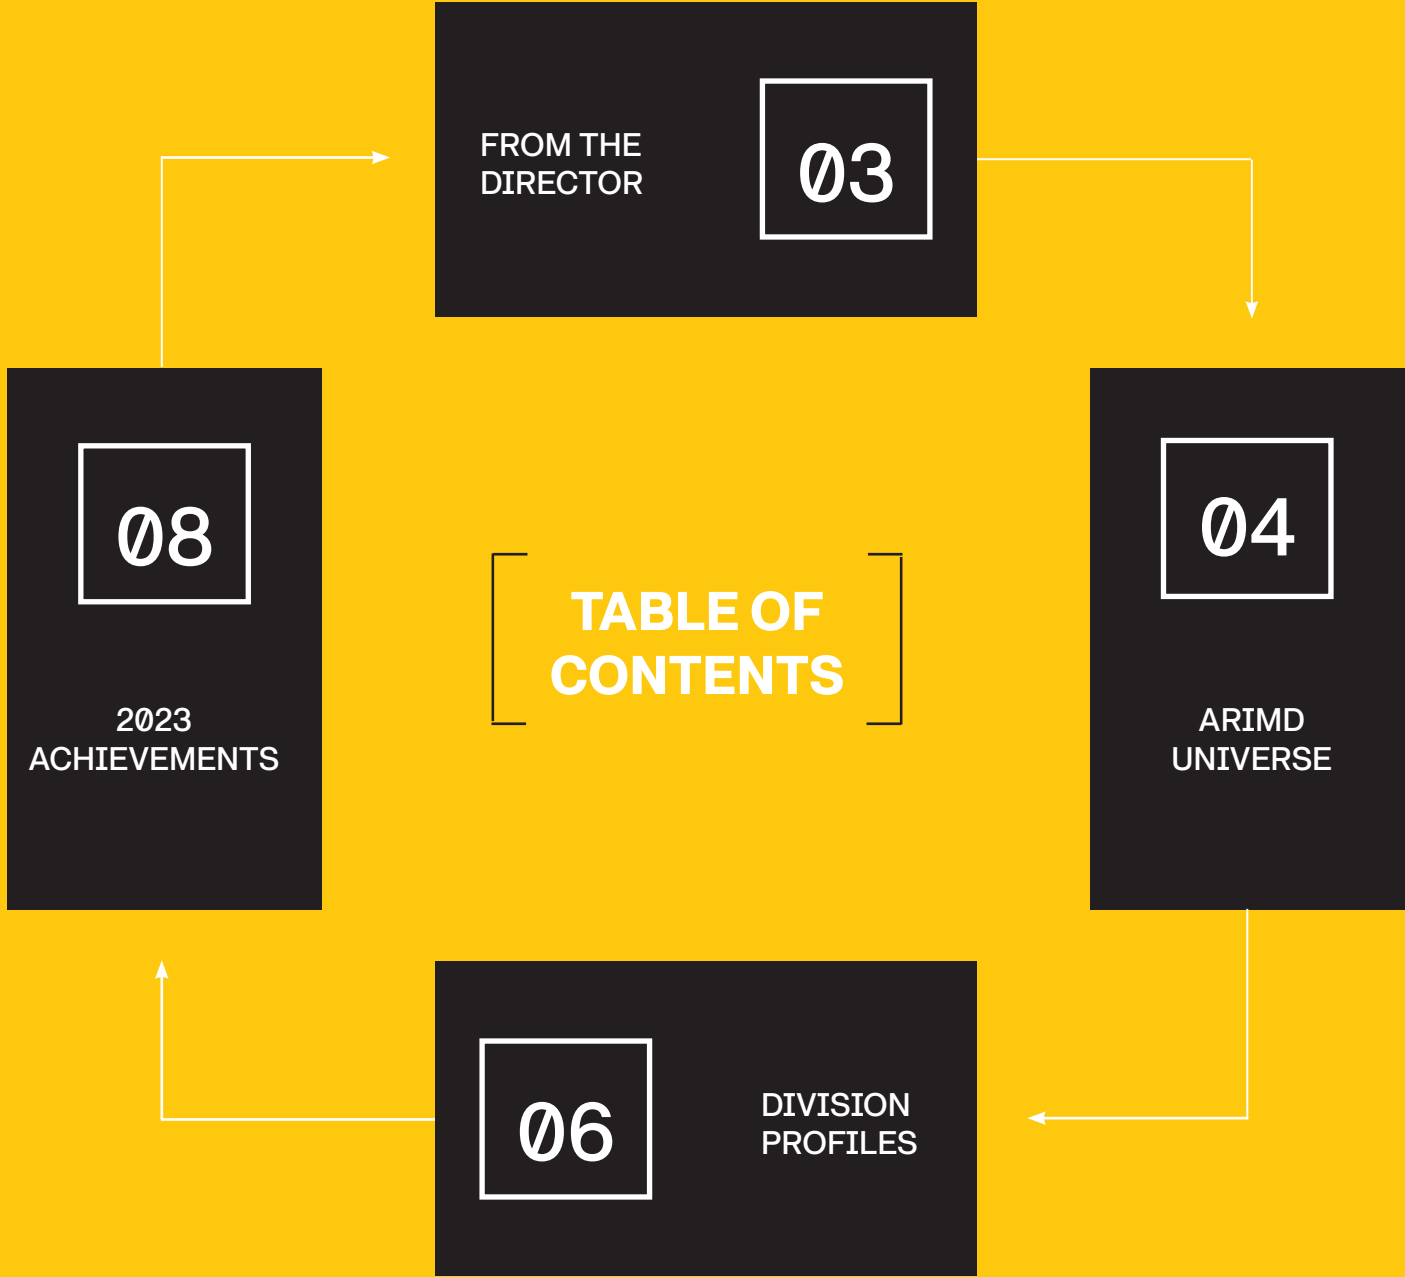 FROM THE
DIRECTOR
03
08
2023
ACHIEVEMENTS
TABLE OF
CONTENTS
04
ARIMD
UNIVERSE
06
DIVISION
PROFILES